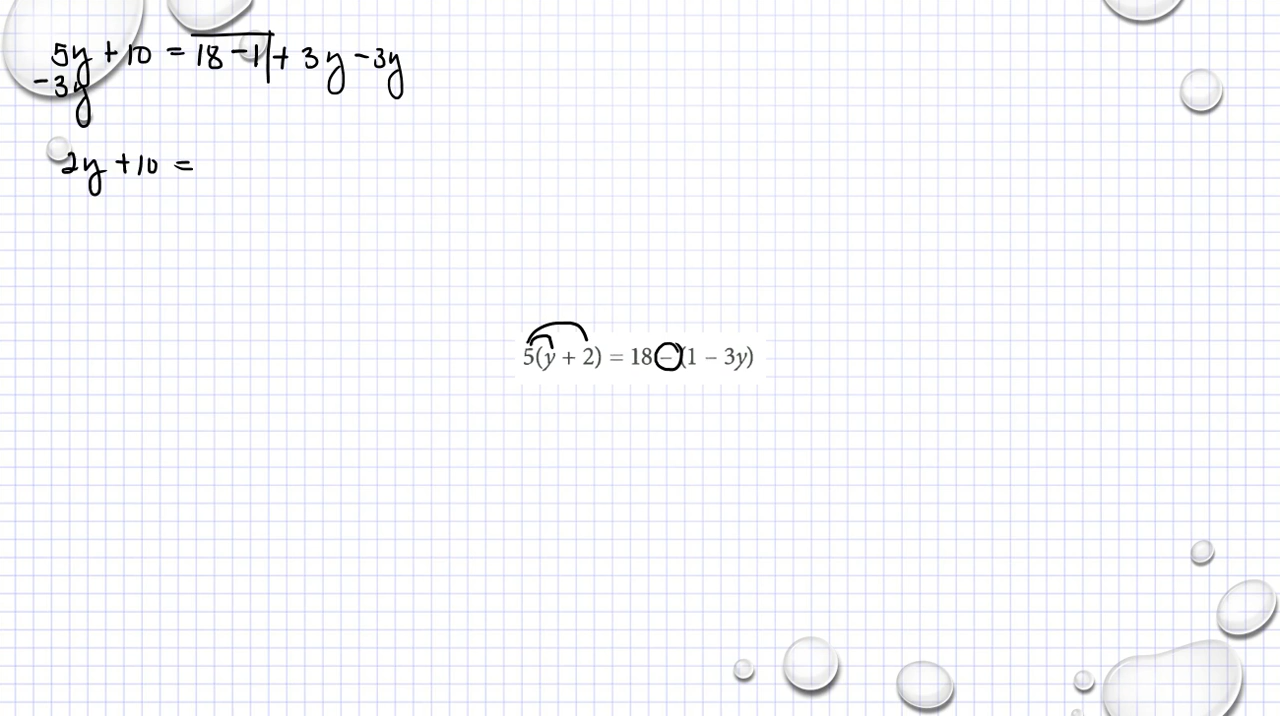 5y + 10 = 18 - 1 + 3y - 3y
-3y
2y + 10 =
5(y + 2) = 18 − (1 − 3y)